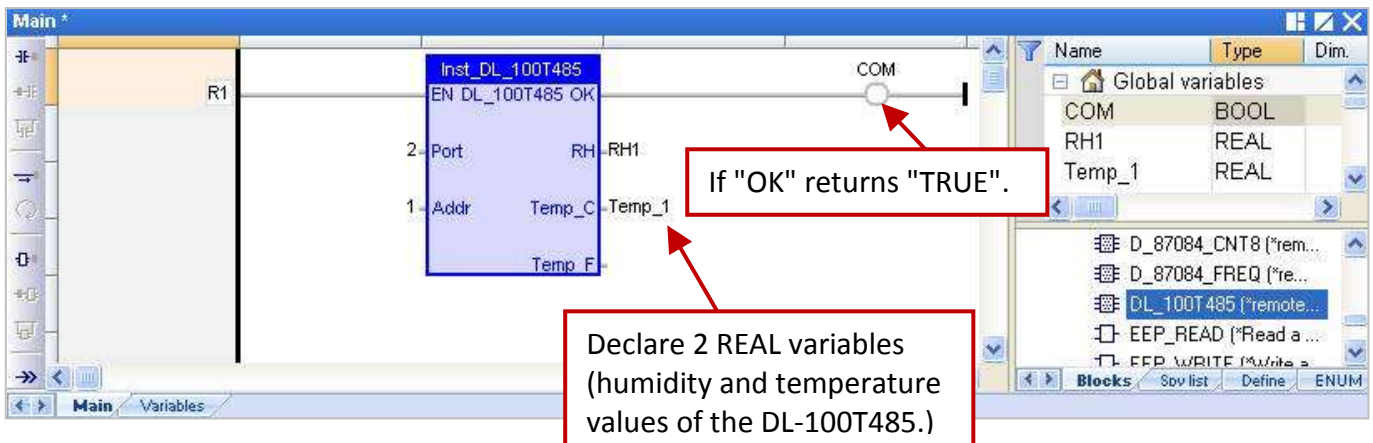 Main *
Inst_DL_100T485
COM
R1
EN DL_100T485 OK
2 Port RH RH1
1 Addr Temp_C Temp_1
Temp_F
If "OK" returns "TRUE".
Declare 2 REAL variables
(humidity and temperature
values of the DL-100T485.)
Name Type Dim.
Global variables
COM BOOL
RH1 REAL
Temp_1 REAL
D_87084_CNT8 (*rem...
D_87084_FREQ (*re...
DL_100T485 (*remote...
EEP_READ (*Read a ...
EEP_WRITE (*Write a
Blocks Spy list Define ENUM
Main Variables